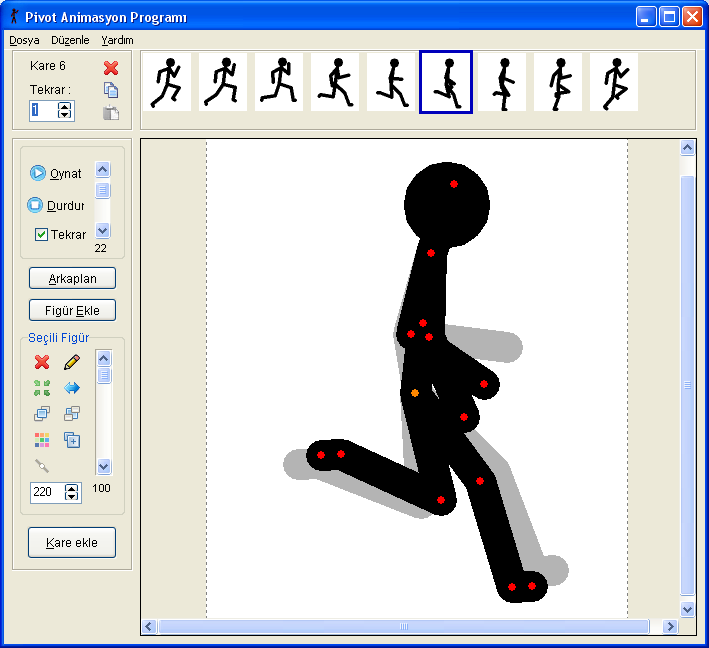 Pivot Animasyon Programı
Dosya Düzenle Yardım
Kare 6
Tekrar :
1
Oynat
Durdur
Tekrar
22
Arkaplan
Figür Ekle
Seçili Figür
220
100
Kare ekle